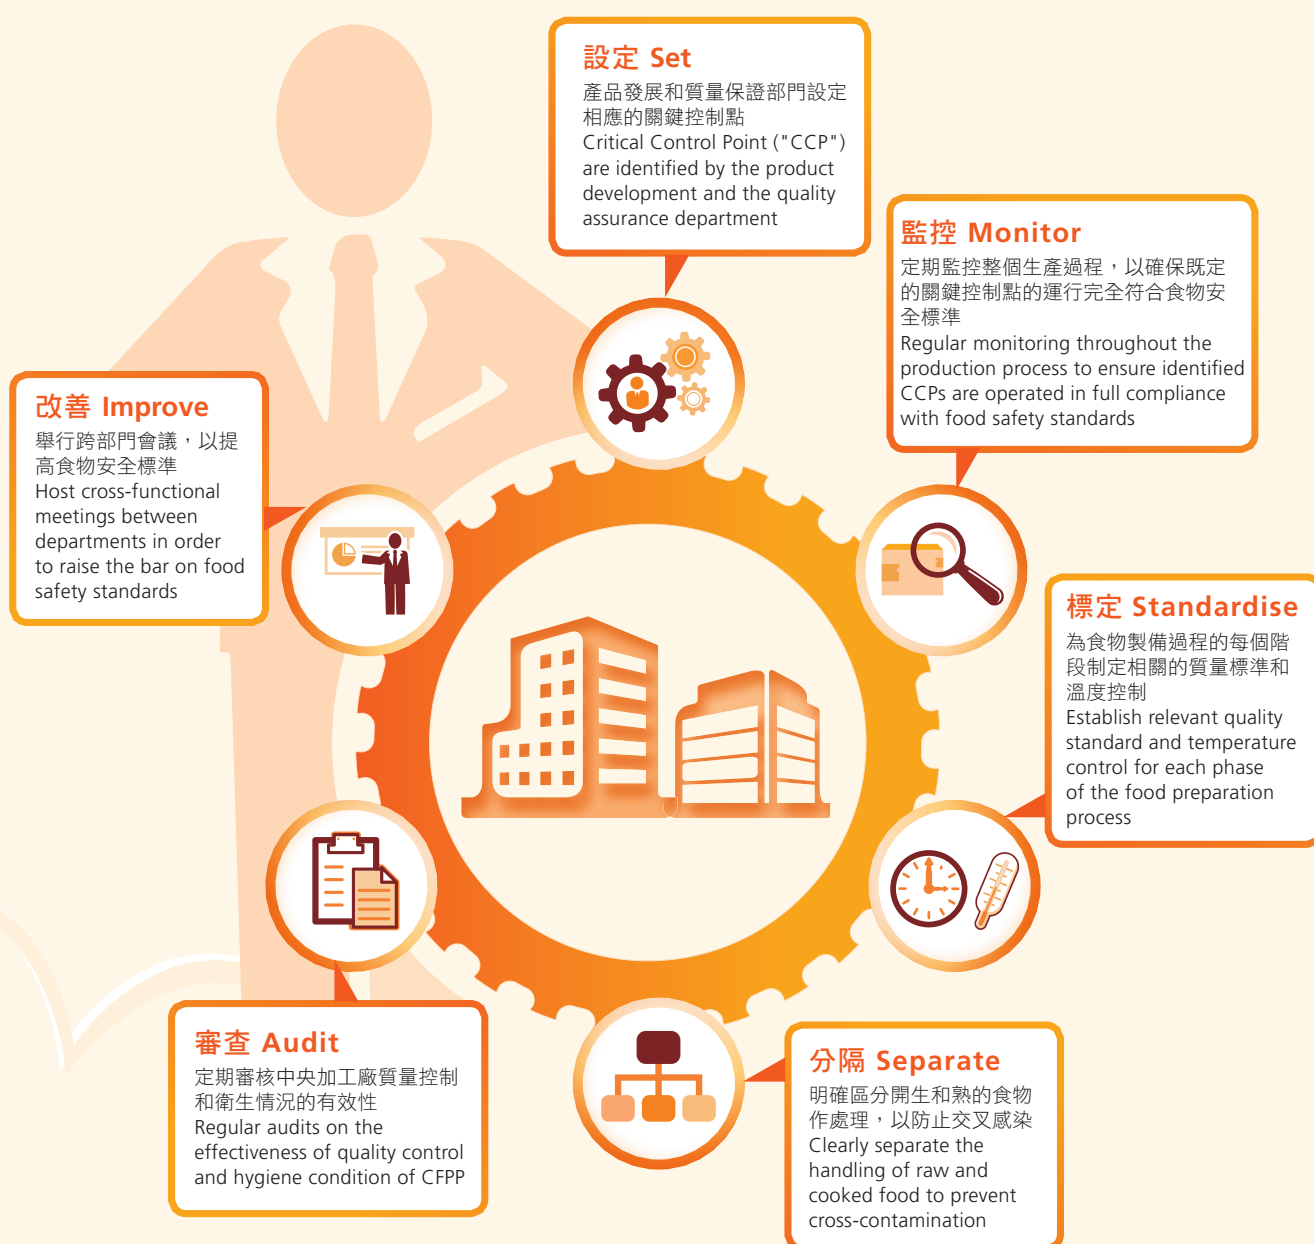 設定 Set
產品發展和質量保證部門設定
相應的關鍵控制點
Critical Control Point ("CCP")
are identified by the product
development and the quality
assurance department
監控 Monitor
定期監控整個生產過程，以確保既定
的關鍵控制點的運行完全符合食物安
全標準
Regular monitoring throughout the
production process to ensure identified
CCPs are operated in full compliance
with food safety standards
標定 Standardise
為食物製備過程的每個階
段制定相關的質量標準和
溫度控制
Establish relevant quality
standard and temperature
control for each phase
of the food preparation
process
分隔 Separate
明確區分開生和熟的食物
作處理，以防止交叉感染
Clearly separate the
handling of raw and
cooked food to prevent
cross-contamination
審查 Audit
定期審核中央加工廠質量控制
和衛生情況的有效性
Regular audits on the
effectiveness of quality control
and hygiene condition of CFPP
改善 Improve
舉行跨部門會議，以提
高食物安全標準
Host cross-functional
meetings between
departments in order
to raise the bar on food
safety standards